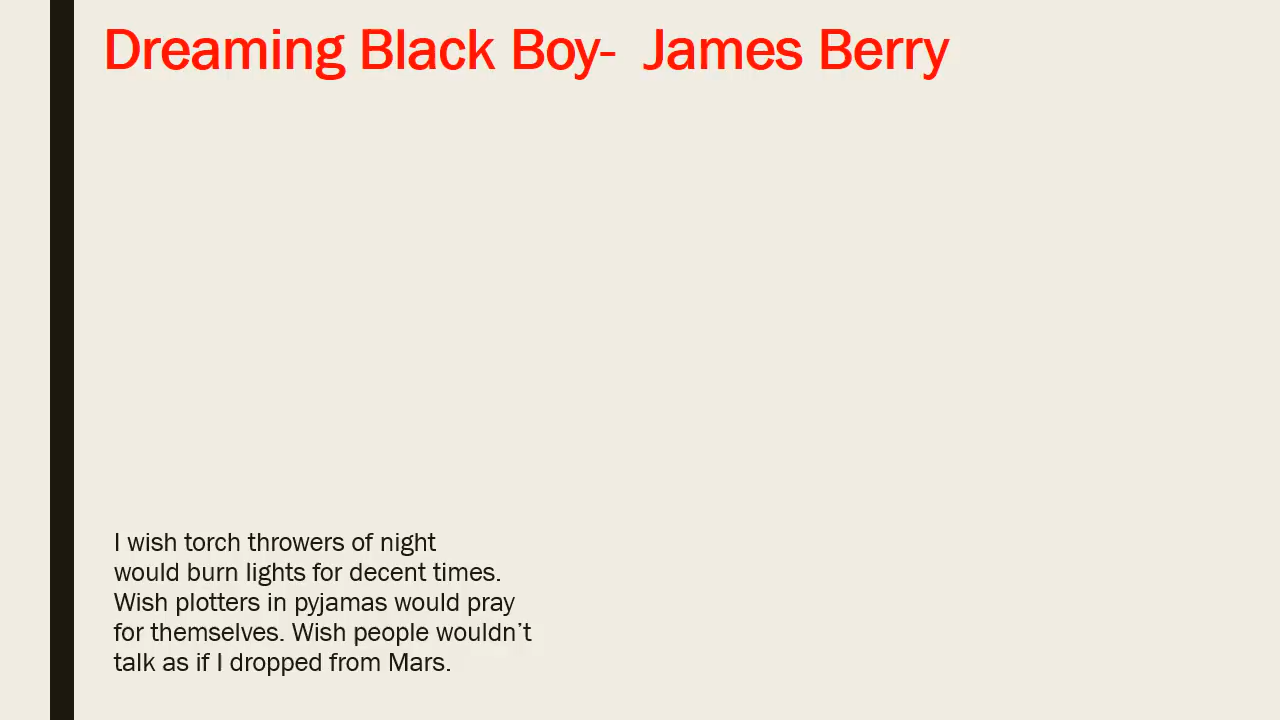 Dreaming Black Boy-  James Berry
I wish torch throwers of night
would burn lights for decent times.
Wish plotters in pyjamas would pray
for themselves. Wish people wouldn’t
talk as if I dropped from Mars.